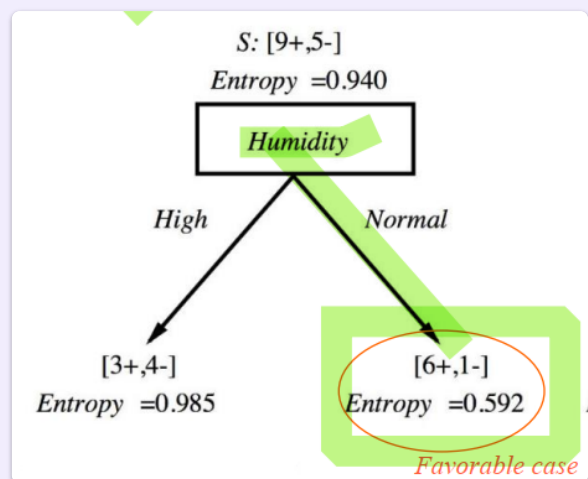 S: [9+,5-]
Entropy =0.940
Humidity
High Normal
[3+,4-] [6+,1-]
Entropy =0.985 Entropy =0.592
Favorable case